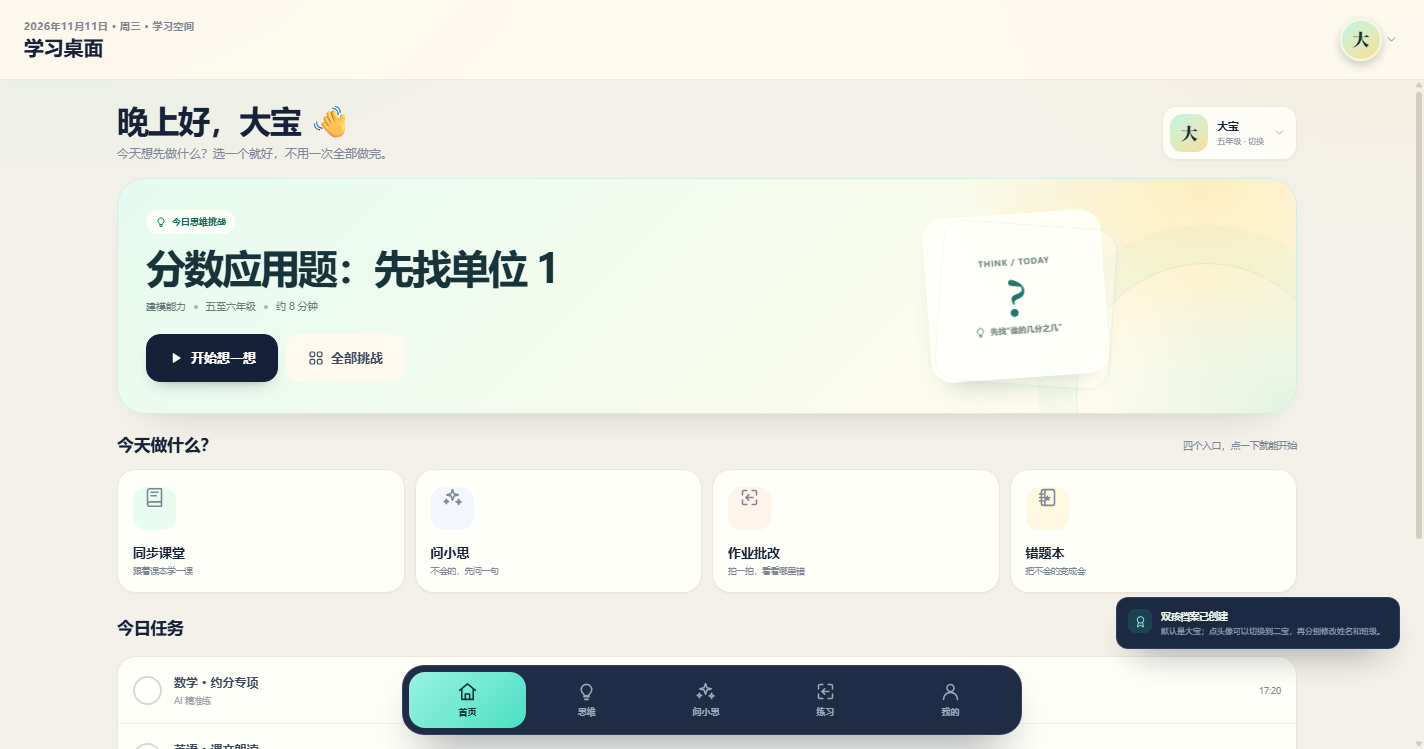 2026年11月11日 • 周三 • 学习空间
学习桌面
大
晚上好，大宝 👋
今天想先做什么？选一个就好，不用一次全部做完。
大
大宝
五年级 · 切换
今日思维挑战
分数应用题：先找单位 1
建模能力 • 五至六年级 • 约 8 分钟
开始想一想
全部挑战
THINK / TODAY
?
先找“谁的几分之几”
今天做什么？
四个入口，点一下就能开始
同步课堂
跟着课本学一课
问小思
不会的，先问一句
作业批改
拍一拍，看看哪里错
错题本
把不会的变成会
今日任务
双孩档案已创建
默认是大宝；点头像可以切换到二宝，再分别修改姓名和班级。
数学 • 约分专项
AI 精准练
17:20
英语 • 课文朗读
首页
思维
问小思
练习
我的